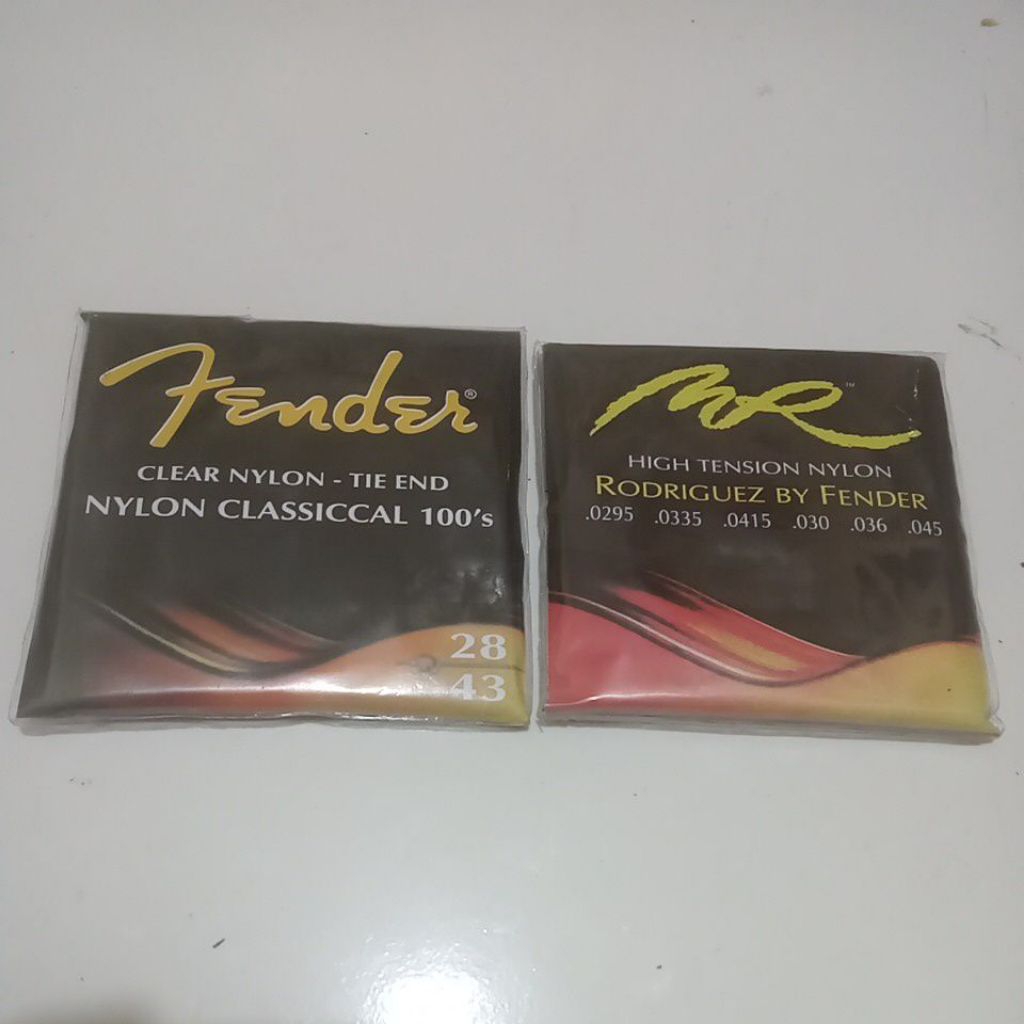 Fender®
CLEAR NYLON - TIE END
NYLON CLASSICCAL 100's
28
43
MR™
HIGH TENSION NYLON
RODRIGUEZ BY FENDER
.0295 .0335 .0415 .030 .036 .045